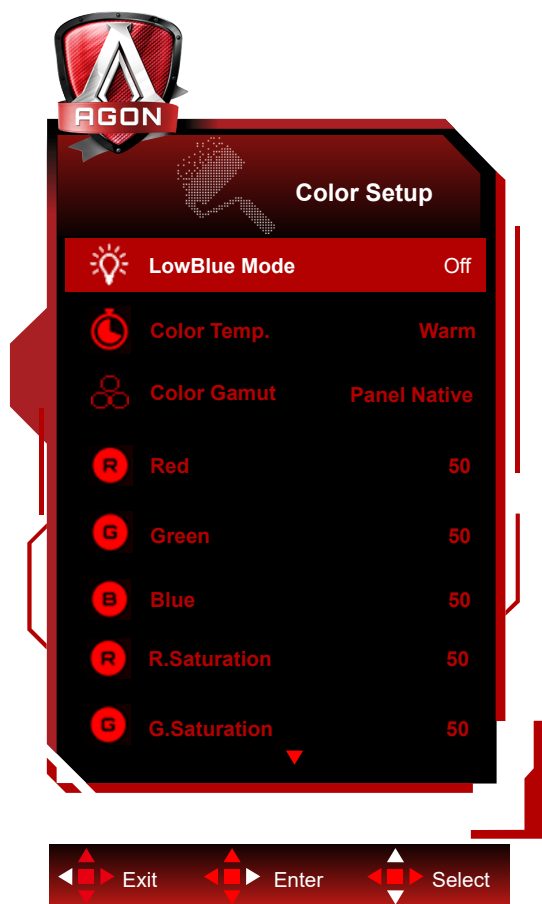 AGON
Color Setup
LowBlue Mode Off
Color Temp. Warm
Color Gamut Panel Native
R Red 50
G Green 50
B Blue 50
R R.Saturation 50
G G.Saturation 50
Exit Enter Select